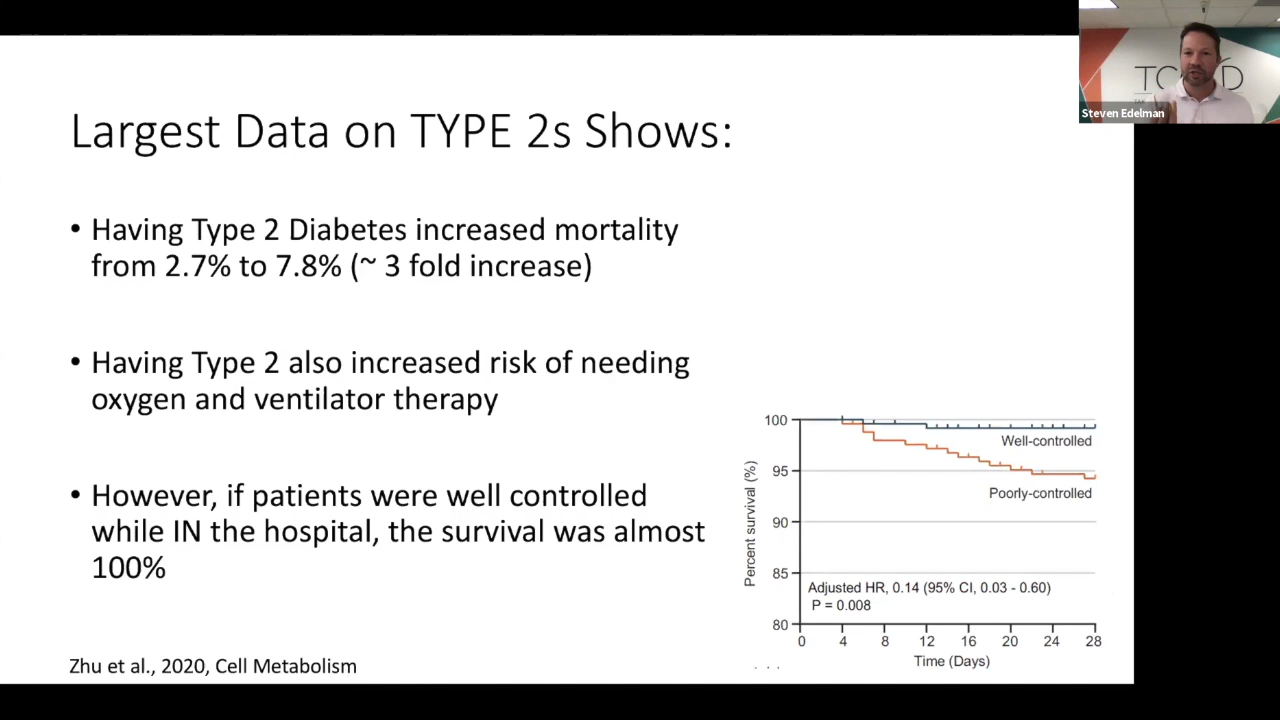 TC
D
Steven Edelman
Largest Data on TYPE 2s Shows:
• Having Type 2 Diabetes increased mortality
from 2.7% to 7.8% (~ 3 fold increase)
• Having Type 2 also increased risk of needing
oxygen and ventilator therapy
• However, if patients were well controlled
while IN the hospital, the survival was almost
100%
Percent survival (%)
100
95
90
85
80
Well-controlled
Poorly-controlled
Adjusted HR, 0.14 (95% CI, 0.03 - 0.60)
P = 0.008
0 4 8 12 16 20 24 28
Time (Days)
Zhu et al., 2020, Cell Metabolism